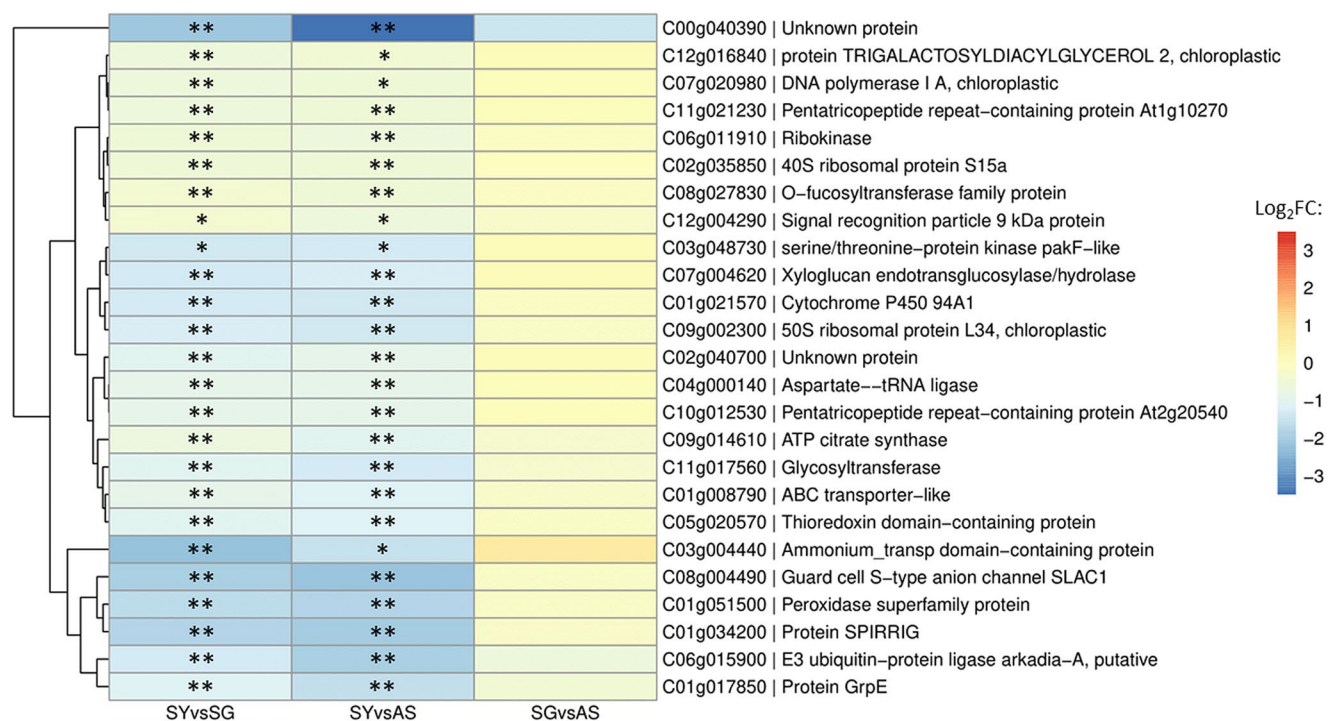 ** ** C00g040390 | Unknown protein
** * C12g016840 | protein TRIGALACTOSYLDIACYLGLYCEROL 2, chloroplastic
** * C07g020980 | DNA polymerase I A, chloroplastic
** ** C11g021230 | Pentatricopeptide repeat−containing protein At1g10270
** ** C06g011910 | Ribokinase
** ** C02g035850 | 40S ribosomal protein S15a
** ** C08g027830 | O−fucosyltransferase family protein
* * C12g004290 | Signal recognition particle 9 kDa protein
* * C03g048730 | serine/threonine−protein kinase pakF−like
** ** C07g004620 | Xyloglucan endotransglucosylase/hydrolase
** ** C01g021570 | Cytochrome P450 94A1
** ** C09g002300 | 50S ribosomal protein L34, chloroplastic
** ** C02g040700 | Unknown protein
** ** C04g000140 | Aspartate−−tRNA ligase
** ** C10g012530 | Pentatricopeptide repeat−containing protein At2g20540
** ** C09g014610 | ATP citrate synthase
** ** C11g017560 | Glycosyltransferase
** ** C01g008790 | ABC transporter−like
** ** C05g020570 | Thioredoxin domain−containing protein
** * C03g004440 | Ammonium_transp domain−containing protein
** ** C08g004490 | Guard cell S−type anion channel SLAC1
** ** C01g051500 | Peroxidase superfamily protein
** ** C01g034200 | Protein SPIRRIG
** ** C06g015900 | E3 ubiquitin−protein ligase arkadia−A, putative
** ** C01g017850 | Protein GrpE
SYvsSG SYvsAS SGvsAS
Log₂FC:
3
2
1
0
−1
−2
−3